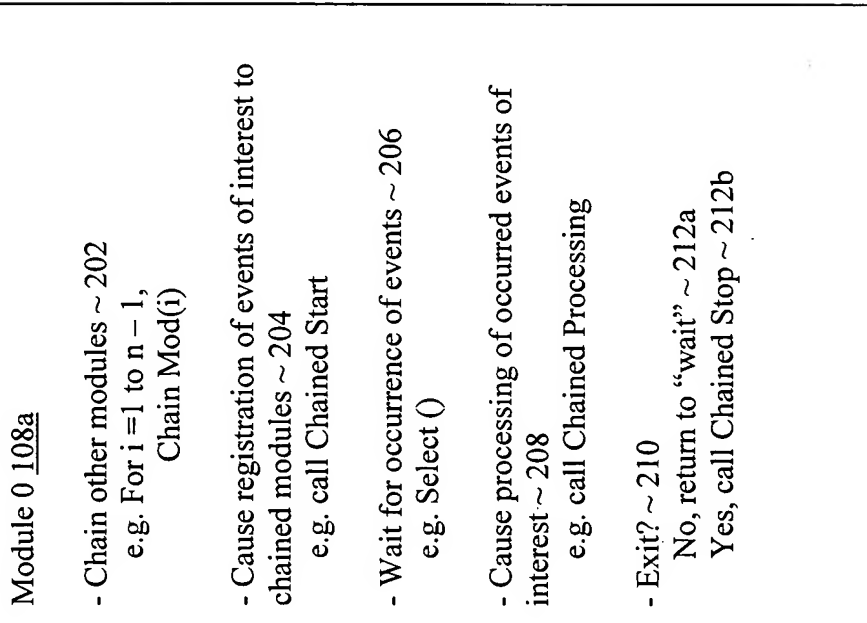 Module 0 108a
- Chain other modules ~ 202
e.g. For i =1 to n – 1,
Chain Mod(i)
- Cause registration of events of interest to
chained modules ~ 204
e.g. call Chained Start
- Wait for occurrence of events ~ 206
e.g. Select ()
- Cause processing of occurred events of
interest ~ 208
e.g. call Chained Processing
- Exit? ~ 210
No, return to “wait” ~ 212a
Yes, call Chained Stop ~ 212b